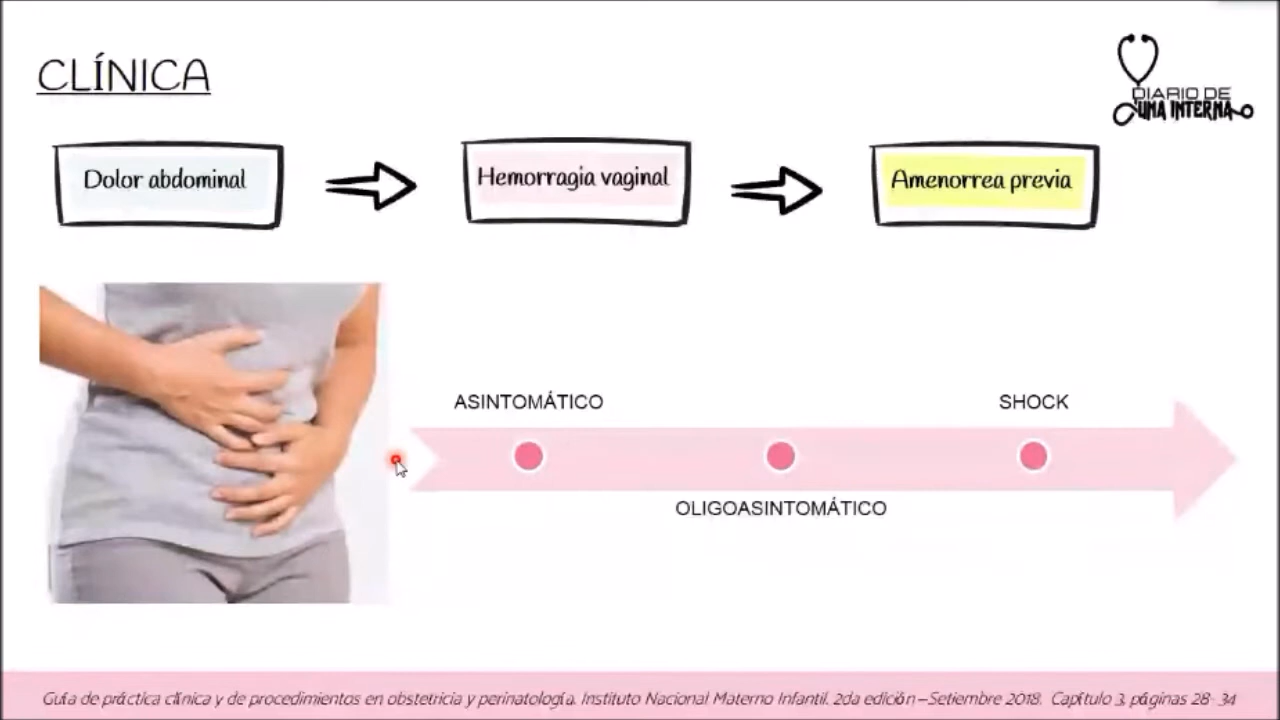 CLÍNICA
DIARIO DE
UNA INTERNA
Dolor abdominal
Hemorragia vaginal
Amenorrea previa
ASINTOMÁTICO
SHOCK
OLIGOASINTOMÁTICO
Guía de práctica clínica y de procedimientos en obstetricia y perinatología. Instituto Nacional Materno Infantil. 2da edición – Setiembre 2018. Capítulo 3, páginas 28- 34